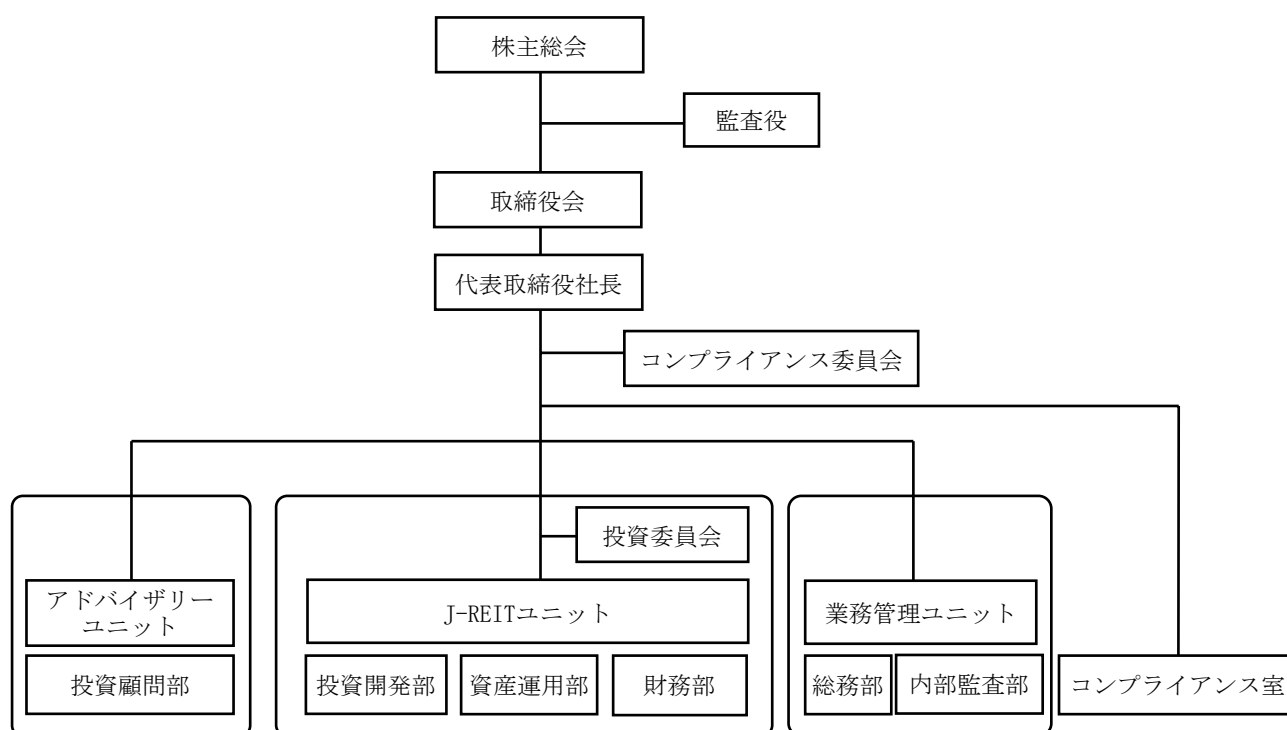 株主総会
監査役
取締役会
代表取締役社長
コンプライアンス委員会
投資委員会
アドバイザリー
ユニット
J-REITユニット
業務管理ユニット
投資顧問部
投資開発部
資産運用部
財務部
総務部
内部監査部
コンプライアンス室